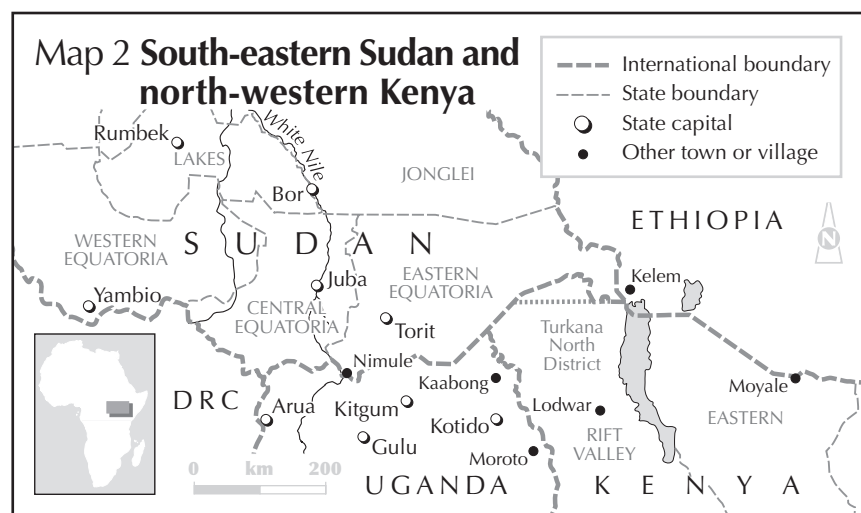 Map 2 South-eastern Sudan and
north-western Kenya
International boundary
State boundary
State capital
Other town or village
Rumbek
LAKES
White Nile
Bor
JONGLEI
ETHIOPIA
N
WESTERN
EQUATORIA
SUDAN
Kelem
Yambio
Juba
EASTERN
EQUATORIA
CENTRAL
EQUATORIA
Torit
Turkana
North
District
Nimule
Kaabong
Moyale
DRC
Arua
Kitgum
Lodwar
EASTERN
Kotido
Gulu
RIFT
VALLEY
Moroto
0 km 200
UGANDA
KENYA